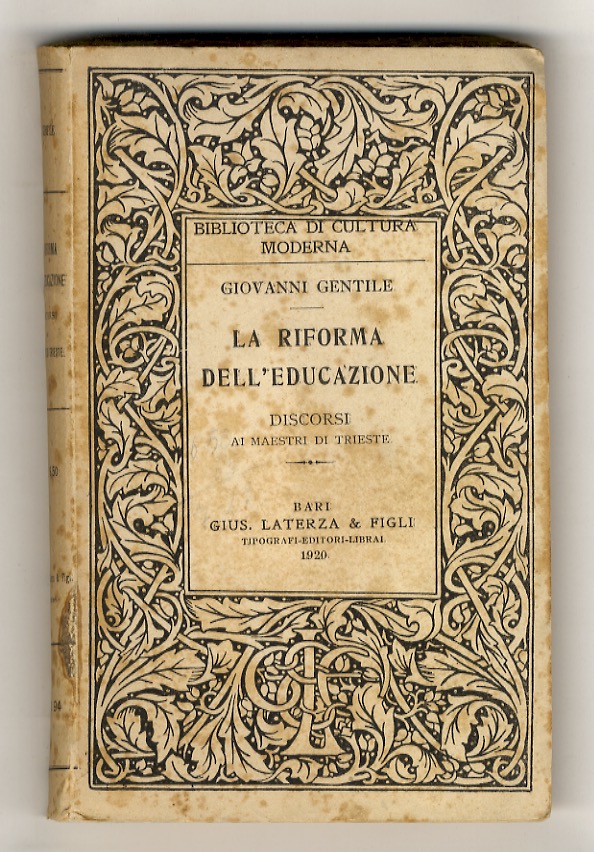 BIBLIOTECA DI CULTURA
MODERNA
GIOVANNI GENTILE
LA RIFORMA
DELL'EDUCAZIONE
DISCORSI
AI MAESTRI DI TRIESTE
BARI
GIUS. LATERZA & FIGLI
TIPOGRAFI-EDITORI-LIBRAI
1920
94